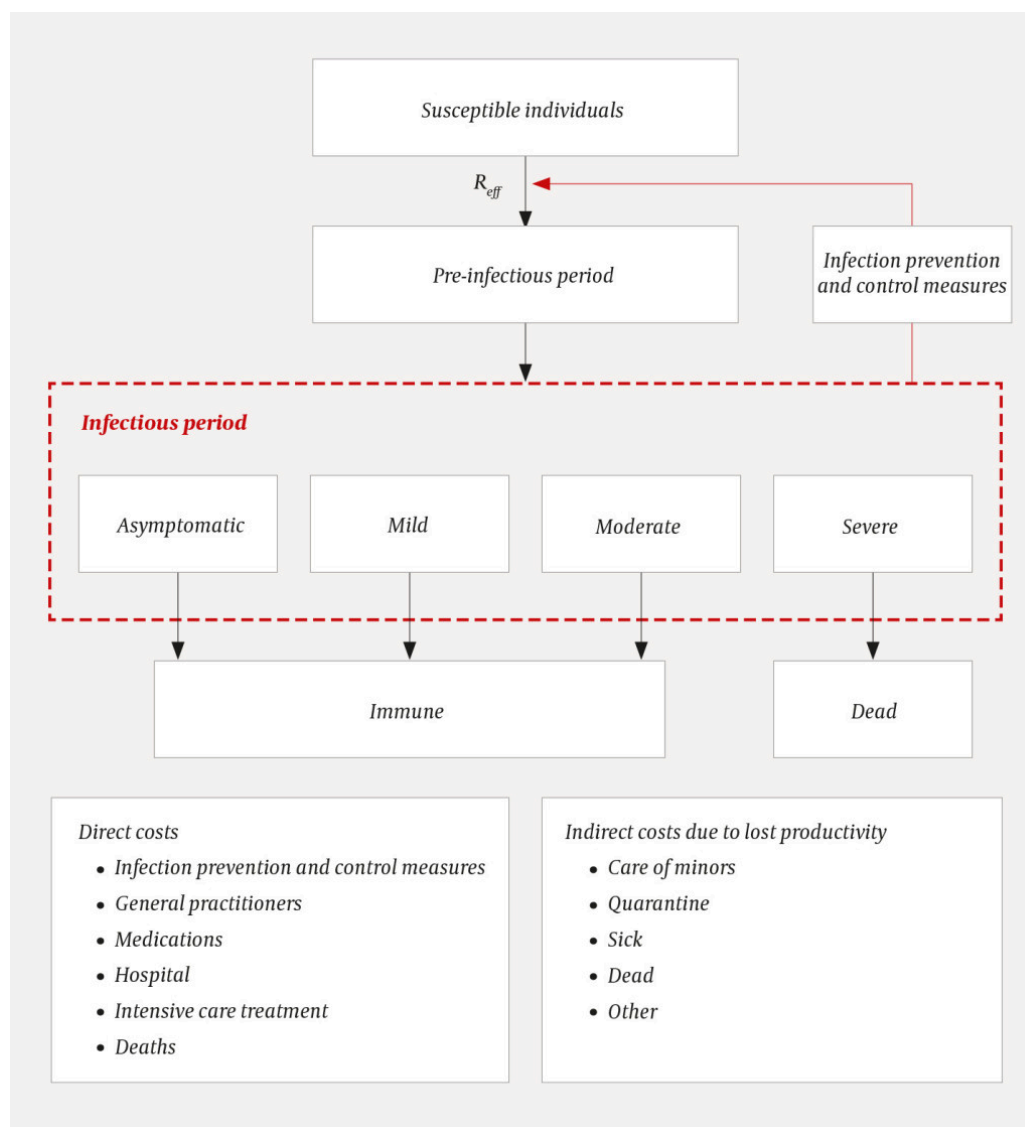 Susceptible individuals
R_eff
Pre-infectious period
Infection prevention
and control measures
Infectious period
Asymptomatic
Mild
Moderate
Severe
Immune
Dead
Direct costs
• Infection prevention and control measures
• General practitioners
• Medications
• Hospital
• Intensive care treatment
• Deaths
Indirect costs due to lost productivity
• Care of minors
• Quarantine
• Sick
• Dead
• Other